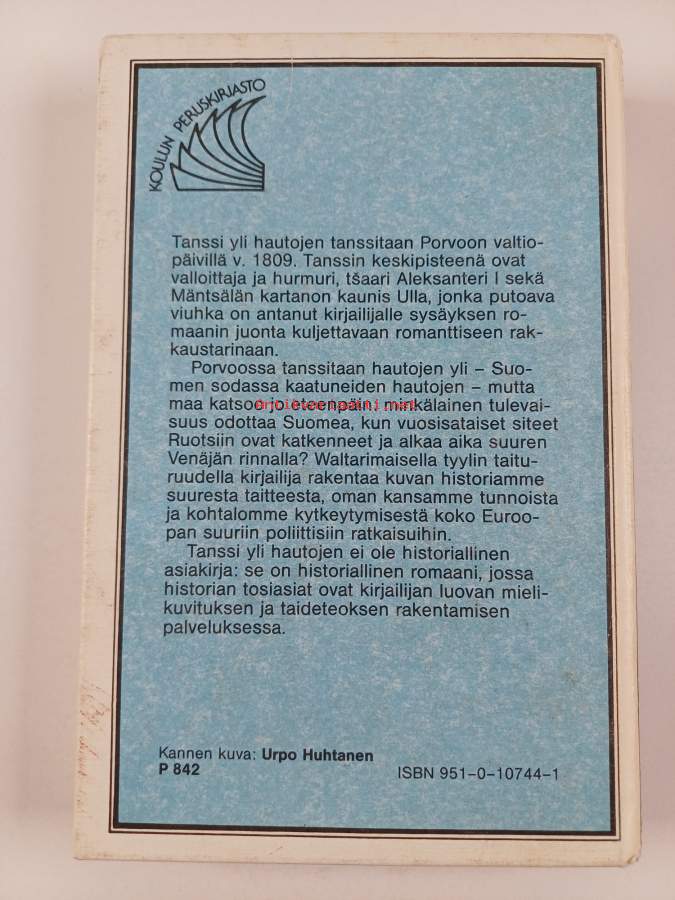 KOULUN PERUSKIRJASTO
Tanssi yli hautojen tanssitaan Porvoon valtio-
päivillä v. 1809. Tanssin keskipisteenä ovat
valloittaja ja hurmuri, tšaari Aleksanteri I sekä
Mäntsälän kartanon kaunis Ulla, jonka putoava
viuhka on antanut kirjailijalle sysäyksen ro-
maanin juonta kuljettavaan romanttiseen rak-
kaustarinaan.
Porvoossa tanssitaan hautojen yli – Suo-
men sodassa kaatuneiden hautojen – mutta
maa katsoo jo eteenpäin: minkälainen tulevai-
antikvariaatti.net
suus odottaa Suomea, kun vuosisataiset siteet
Ruotsiin ovat katkenneet ja alkaa aika suuren
Venäjän rinnalla? Waltarimaisella tyylin taitu-
ruudella kirjailija rakentaa kuvan historiamme
suuresta taitteesta, oman kansamme tunnoista
ja kohtalomme kytkeytymisestä koko Euroo-
pan suuriin poliittisiin ratkaisuihin.
Tanssi yli hautojen ei ole historiallinen
asiakirja: se on historiallinen romaani, jossa
historian tosiasiat ovat kirjailijan luovan mieli-
kuvituksen ja taideteoksen rakentamisen
palveluksessa.
Kannen kuva: Urpo Huhtanen
P 842
ISBN 951-0-10744-1